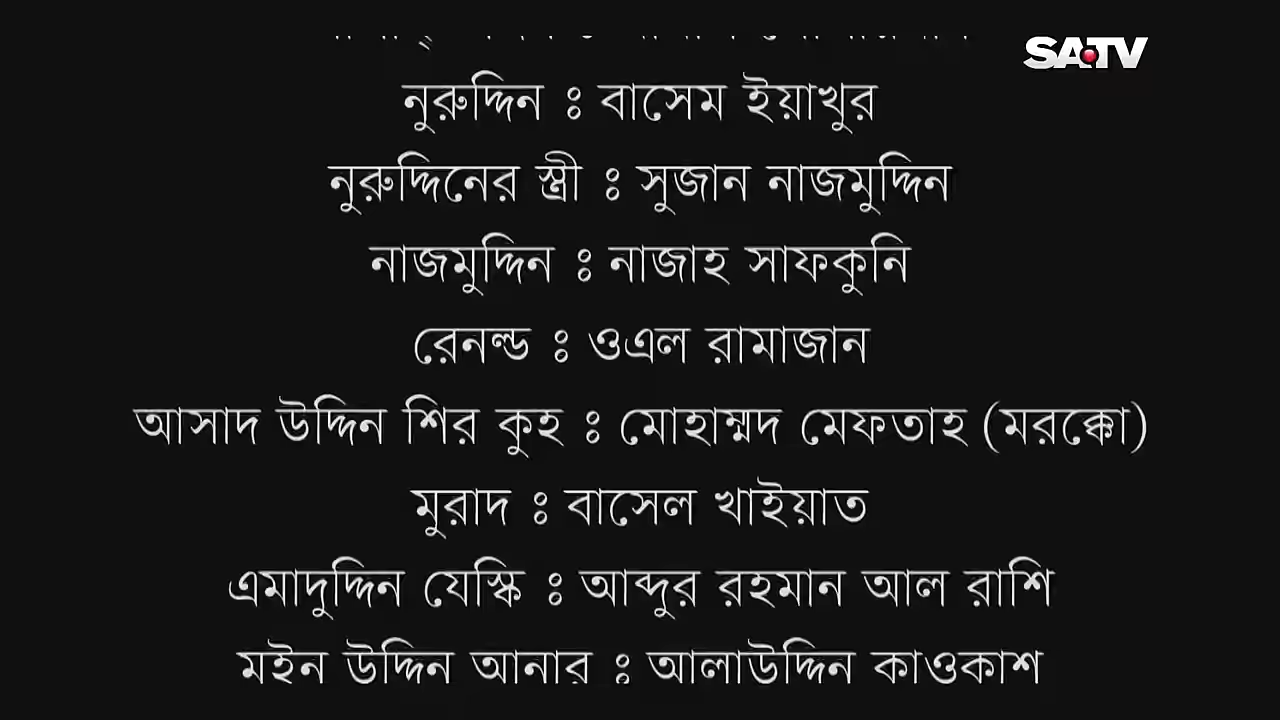 SATV
নুরুদ্দিন ঃ বাসেম ইয়াখুর
নুরুদ্দিনের স্ত্রী ঃ সুজান নাজমুদ্দিন
নাজমুদ্দিন ঃ নাজাহ সাফকুনি
রেনল্ড ঃ ওএল রামাজান
আসাদ উদ্দিন শির কুহ ঃ মোহাম্মদ মেফতাহ (মরক্কো)
মুরাদ ঃ বাসেল খাইয়াত
এমাদুদ্দিন যেস্কি ঃ আব্দুর রহমান আল রাশি
মইন উদ্দিন আনার ঃ আলাউদ্দিন কাওকাশ